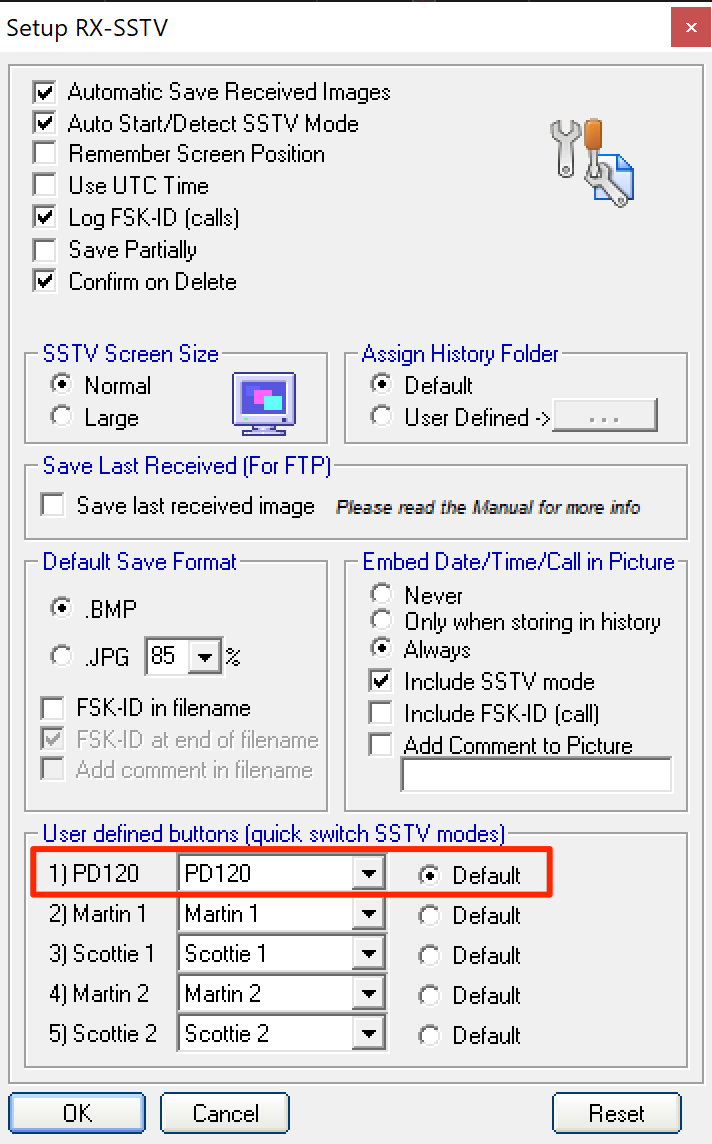 Setup RX-SSTV
Automatic Save Received Images
Auto Start/Detect SSTV Mode
Remember Screen Position
Use UTC Time
Log FSK-ID (calls)
Save Partially
Confirm on Delete
SSTV Screen Size
Normal
Large
Assign History Folder
Default
User Defined -> ...
Save Last Received (For FTP)
Save last received image Please read the Manual for more info
Default Save Format
.BMP
.JPG 85 %
FSK-ID in filename
FSK-ID at end of filename
Add comment in filename
Embed Date/Time/Call in Picture
Never
Only when storing in history
Always
Include SSTV mode
Include FSK-ID (call)
Add Comment to Picture
User defined buttons (quick switch SSTV modes)
1) PD120 PD120 Default
2) Martin 1 Martin 1 Default
3) Scottie 1 Scottie 1 Default
4) Martin 2 Martin 2 Default
5) Scottie 2 Scottie 2 Default
OK Cancel Reset